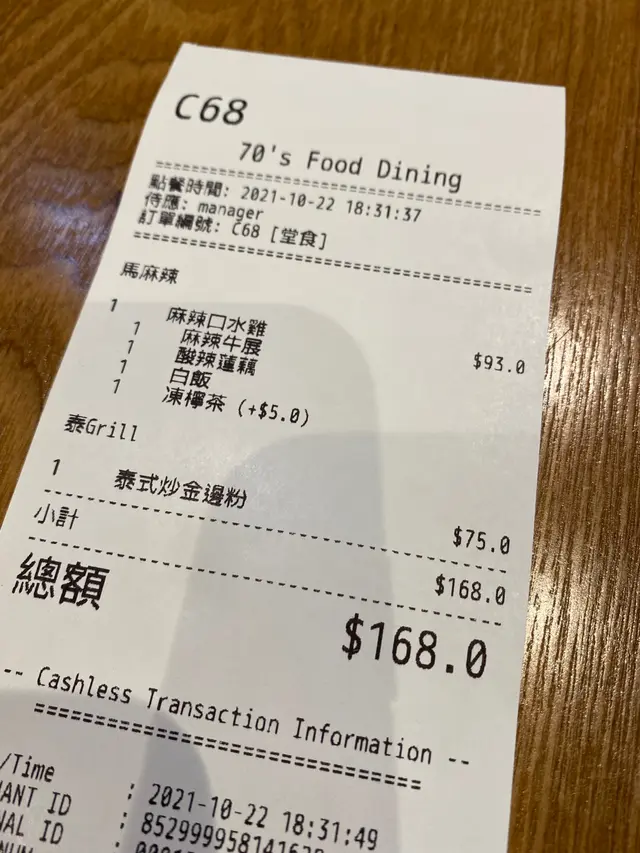 C68
70's Food Dining
點餐時間: 2021-10-22 18:31:37
侍應: manager
訂單編號: C68 [堂食]
馬麻辣
1 麻辣口水雞 $93.0
1 麻辣牛展
1 酸辣蓮藕
1 白飯
1 凍檸茶 (+$5.0)
泰Grill
1 泰式炒金邊粉 $75.0
小計 $168.0
總額 $168.0
-- Cashless Transaction Information --
/Time : 2021-10-22 18:31:49
ANT ID :
NAL ID :